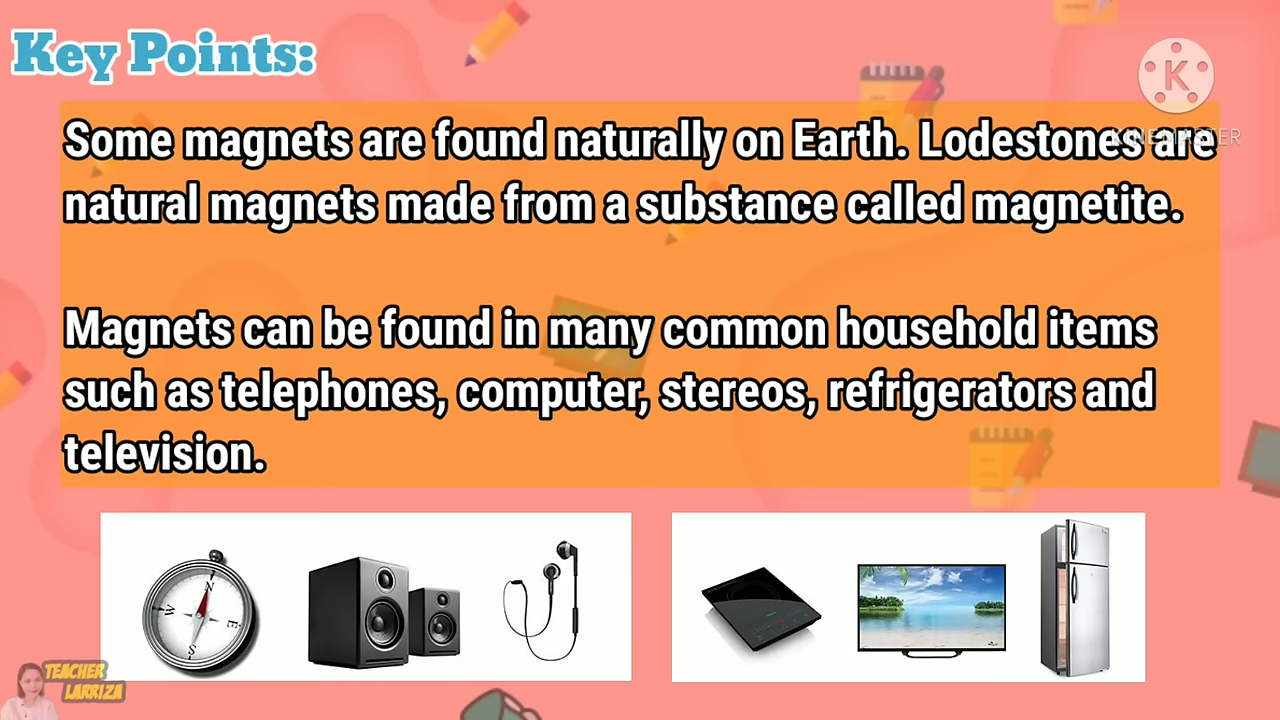 Key Points:
K
KINEMASTER
Some magnets are found naturally on Earth. Lodestones are
natural magnets made from a substance called magnetite.
Magnets can be found in many common household items
such as telephones, computer, stereos, refrigerators and
television.
N
W
E
S
TEACHER
LARRIZA